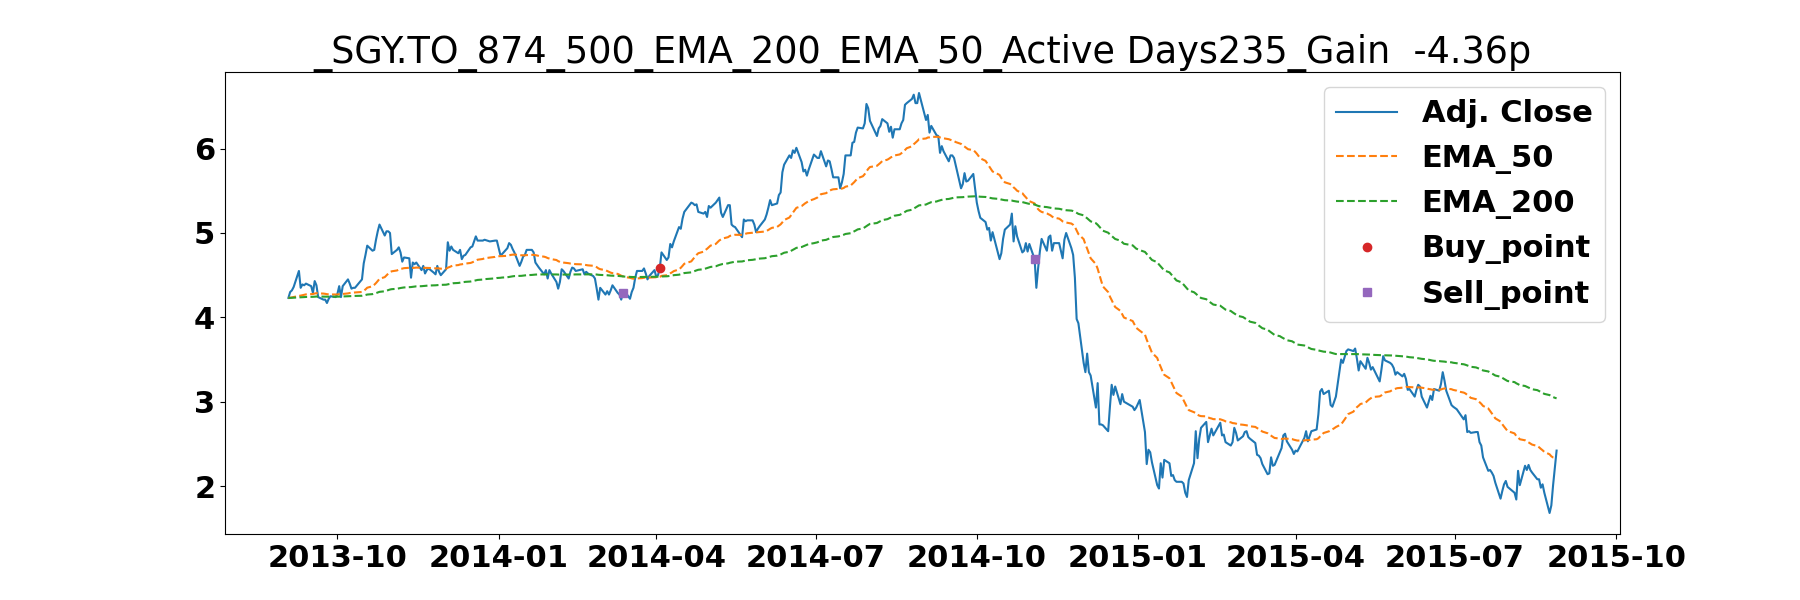 _SGY.TO_874_500_EMA_200_EMA_50_Active Days235_Gain  -4.36p
Adj. Close
EMA_50
EMA_200
Buy_point
Sell_point
6
5
4
3
2
2013-10 2014-01 2014-04 2014-07 2014-10 2015-01 2015-04 2015-07 2015-10